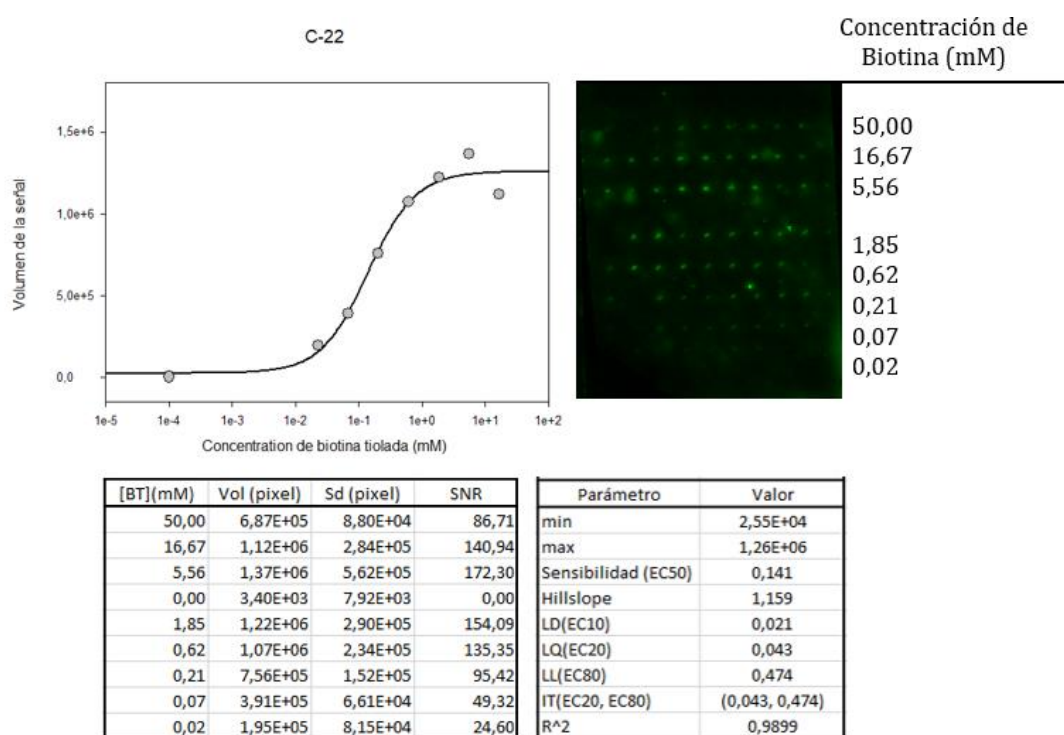 C-22
Volumen de la señal
1,5e+6
1,0e+6
5,0e+5
0,0
1e-5 1e-4 1e-3 1e-2 1e-1 1e+0 1e+1 1e+2
Concentration de biotina tiolada (mM)
Concentración de
Biotina (mM)
50,00
16,67
5,56
1,85
0,62
0,21
0,07
0,02
[BT](mM) Vol (pixel) Sd (pixel) SNR
50,00 6,87E+05 8,80E+04 86,71
16,67 1,12E+06 2,84E+05 140,94
5,56 1,37E+06 5,62E+05 172,30
0,00 3,40E+03 7,92E+03 0,00
1,85 1,22E+06 2,90E+05 154,09
0,62 1,07E+06 2,34E+05 135,35
0,21 7,56E+05 1,52E+05 95,42
0,07 3,91E+05 6,61E+04 49,32
0,02 1,95E+05 8,15E+04 24,60
Parámetro Valor
min 2,55E+04
max 1,26E+06
Sensibilidad (EC50) 0,141
Hillslope 1,159
LD(EC10) 0,021
LQ(EC20) 0,043
LL(EC80) 0,474
IT(EC20, EC80) (0,043, 0,474)
R^2 0,9899